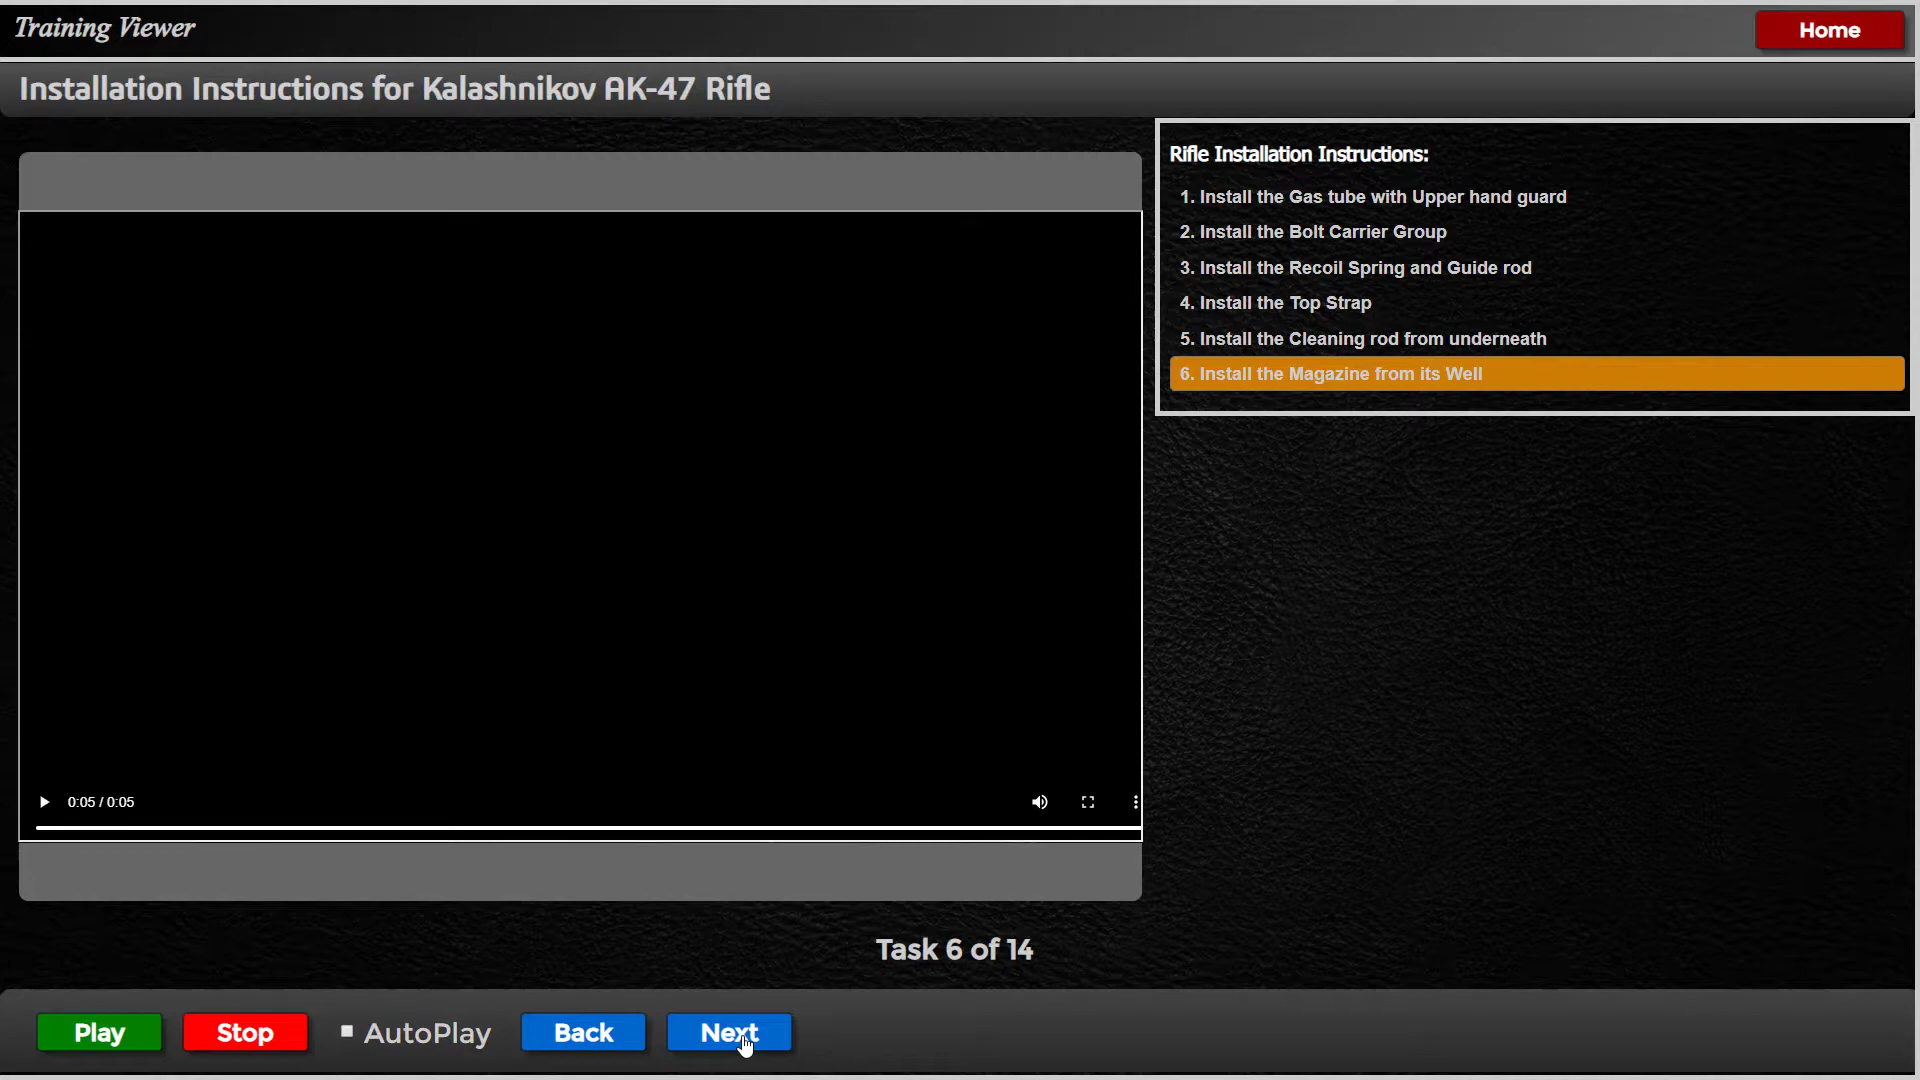 Training Viewer
Home
Installation Instructions for Kalashnikov AK-47 Rifle
Rifle Installation Instructions:
1. Install the Gas tube with Upper hand guard
2. Install the Bolt Carrier Group
3. Install the Recoil Spring and Guide rod
4. Install the Top Strap
5. Install the Cleaning rod from underneath
6. Install the Magazine from its Well
0:05 / 0:05
Task 6 of 14
Play Stop AutoPlay Back Next